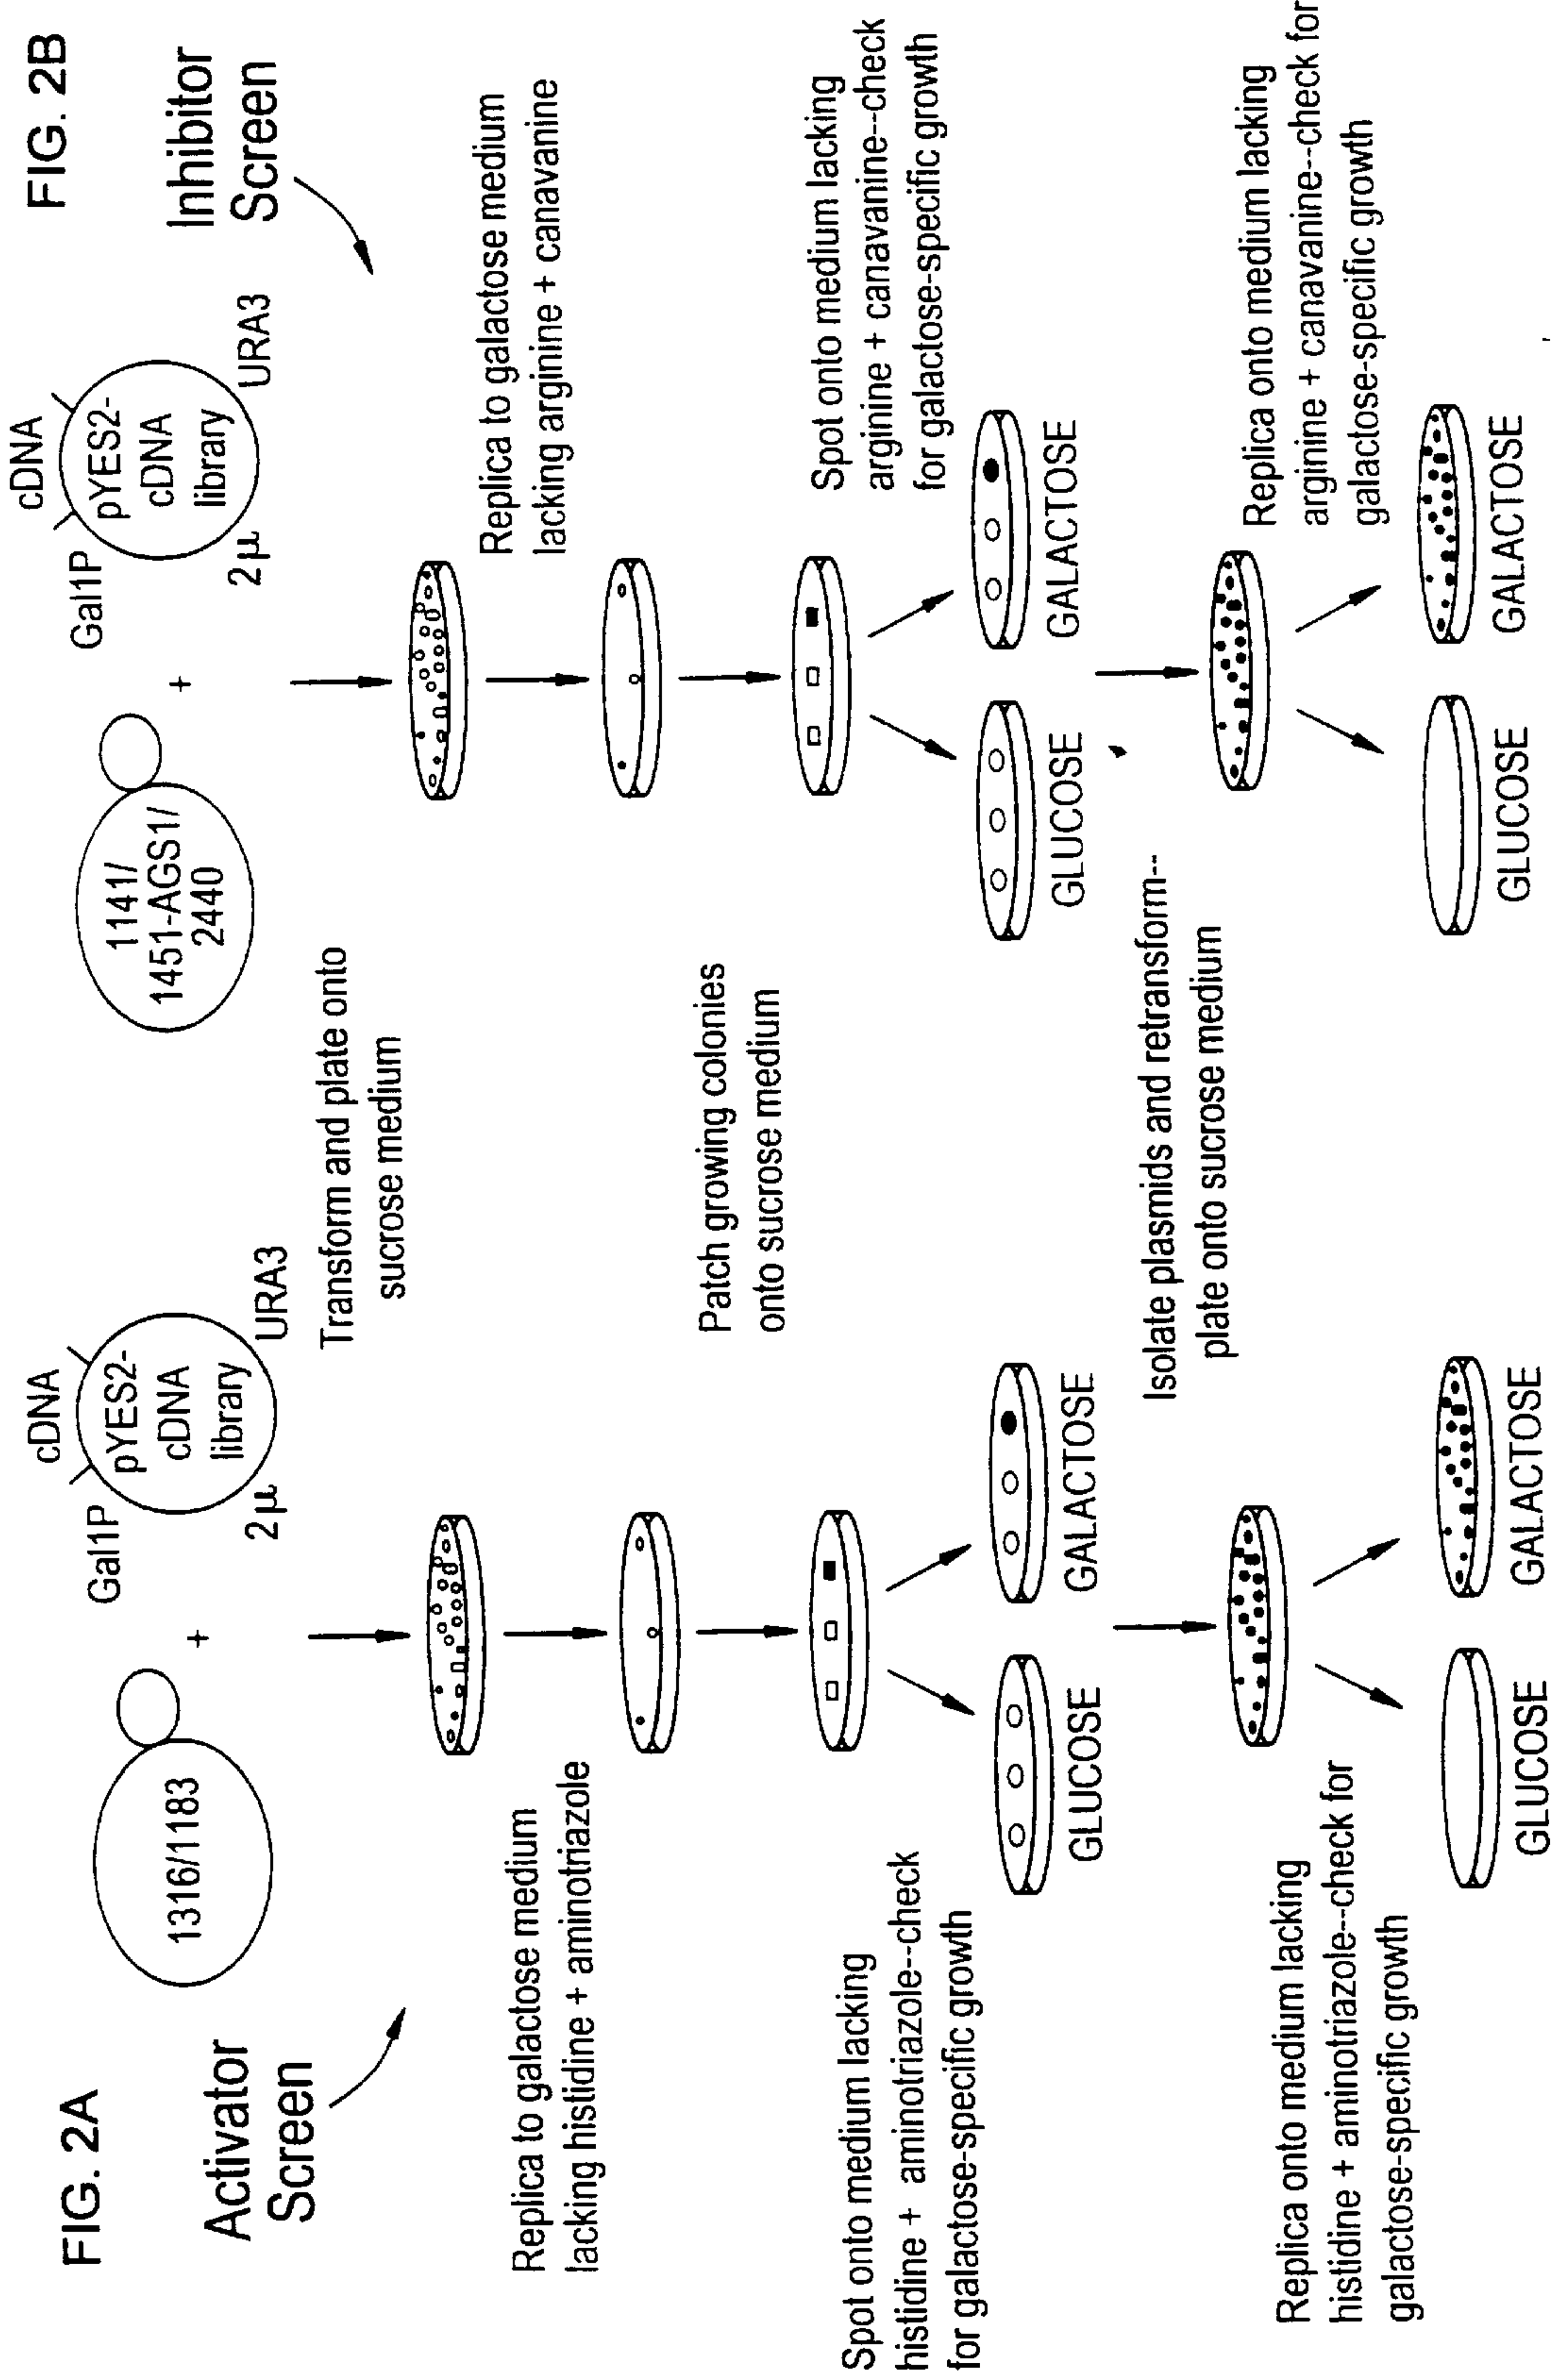 FIG. 2A
Activator
Screen
1316/1183
+
Gal1P
cDNA
pYES2-
cDNA
library
2µ
URA3
Replica to galactose medium
lacking histidine + aminotriazole
Spot onto medium lacking
histidine + aminotriazole--check
for galactose-specific growth
GLUCOSE
GALACTOSE
Replica onto medium lacking
histidine + aminotriazole--check for
galactose-specific growth
GLUCOSE
GALACTOSE
Transform and plate onto
sucrose medium
Patch growing colonies
onto sucrose medium
Isolate plasmids and retransform--
plate onto sucrose medium
FIG. 2B
Inhibitor
Screen
1141/
1451-AGS1/
2440
+
Gal1P
cDNA
pYES2-
cDNA
library
2µ
URA3
Replica to galactose medium
lacking arginine + canavanine
Spot onto medium lacking
arginine + canavanine--check
for galactose-specific growth
GLUCOSE
GALACTOSE
Replica onto medium lacking
arginine + canavanine--check for
galactose-specific growth
GLUCOSE
GALACTOSE